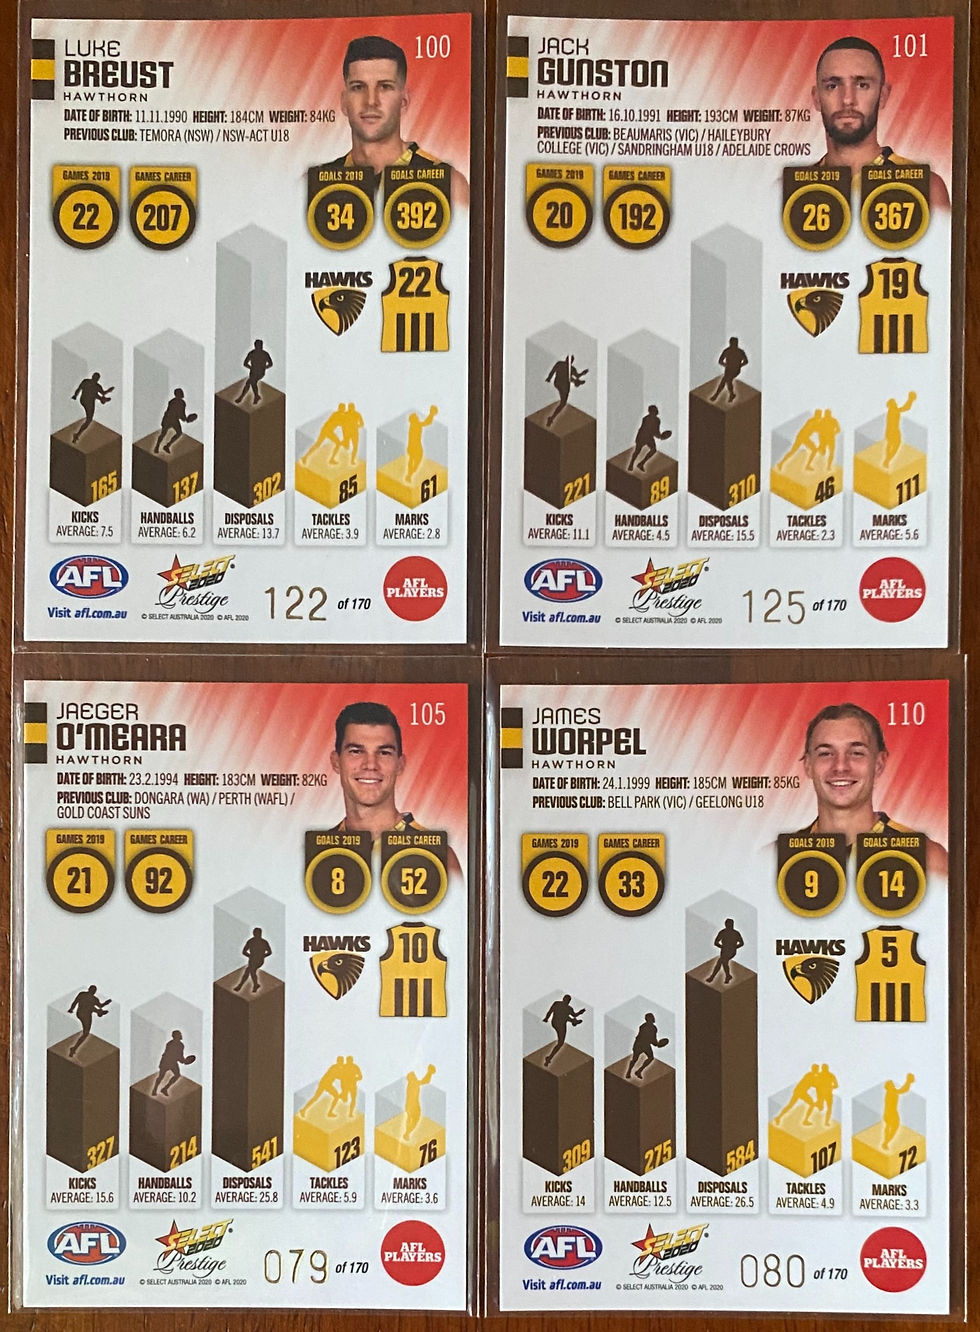 LUKE
BREUST
HAWTHORN
100
DATE OF BIRTH: 11.11.1990 HEIGHT: 184CM WEIGHT: 84KG
PREVIOUS CLUB: TEMORA (NSW) / NSW-ACT U18
GAMES 2019 GAMES CAREER GOALS 2019 GOALS CAREER
22 207 34 392
HAWKS 22
165 137 302 85 61
KICKS HANDBALLS DISPOSALS TACKLES MARKS
AVERAGE: 7.5 AVERAGE: 6.2 AVERAGE: 13.7 AVERAGE: 3.9 AVERAGE: 2.8
AFL SELECT 2020 Prestige AFL PLAYERS
122 of 170
Visit afl.com.au
© SELECT AUSTRALIA 2020 © AFL 2020
JACK
GUNSTON
HAWTHORN
101
DATE OF BIRTH: 16.10.1991 HEIGHT: 193CM WEIGHT: 87KG
PREVIOUS CLUB: BEAUMARIS (VIC) / HAILEYBURY
COLLEGE (VIC) / SANDRINGHAM U18 / ADELAIDE CROWS
GAMES 2019 GAMES CAREER GOALS 2019 GOALS CAREER
20 192 26 367
HAWKS 19
221 89 310 46 111
KICKS HANDBALLS DISPOSALS TACKLES MARKS
AVERAGE: 11.1 AVERAGE: 4.5 AVERAGE: 15.5 AVERAGE: 2.3 AVERAGE: 5.6
AFL SELECT 2020 Prestige AFL PLAYERS
125 of 170
Visit afl.com.au
© SELECT AUSTRALIA 2020 © AFL 2020
JAEGER
O'MEARA
HAWTHORN
105
DATE OF BIRTH: 23.2.1994 HEIGHT: 183CM WEIGHT: 82KG
PREVIOUS CLUB: DONGARA (WA) / PERTH (WAFL) /
GOLD COAST SUNS
GAMES 2019 GAMES CAREER GOALS 2019 GOALS CAREER
21 92 8 52
HAWKS 10
327 214 541 123 76
KICKS HANDBALLS DISPOSALS TACKLES MARKS
AVERAGE: 15.6 AVERAGE: 10.2 AVERAGE: 25.8 AVERAGE: 5.9 AVERAGE: 3.6
AFL SELECT 2020 Prestige AFL PLAYERS
079 of 170
Visit afl.com.au
© SELECT AUSTRALIA 2020 © AFL 2020
JAMES
WORPEL
HAWTHORN
110
DATE OF BIRTH: 24.1.1999 HEIGHT: 185CM WEIGHT: 85KG
PREVIOUS CLUB: BELL PARK (VIC) / GEELONG U18
GAMES 2019 GAMES CAREER GOALS 2019 GOALS CAREER
22 33 9 14
HAWKS 5
309 275 584 107 72
KICKS HANDBALLS DISPOSALS TACKLES MARKS
AVERAGE: 14 AVERAGE: 12.5 AVERAGE: 26.5 AVERAGE: 4.9 AVERAGE: 3.3
AFL SELECT 2020 Prestige AFL PLAYERS
080 of 170
Visit afl.com.au
© SELECT AUSTRALIA 2020 © AFL 2020